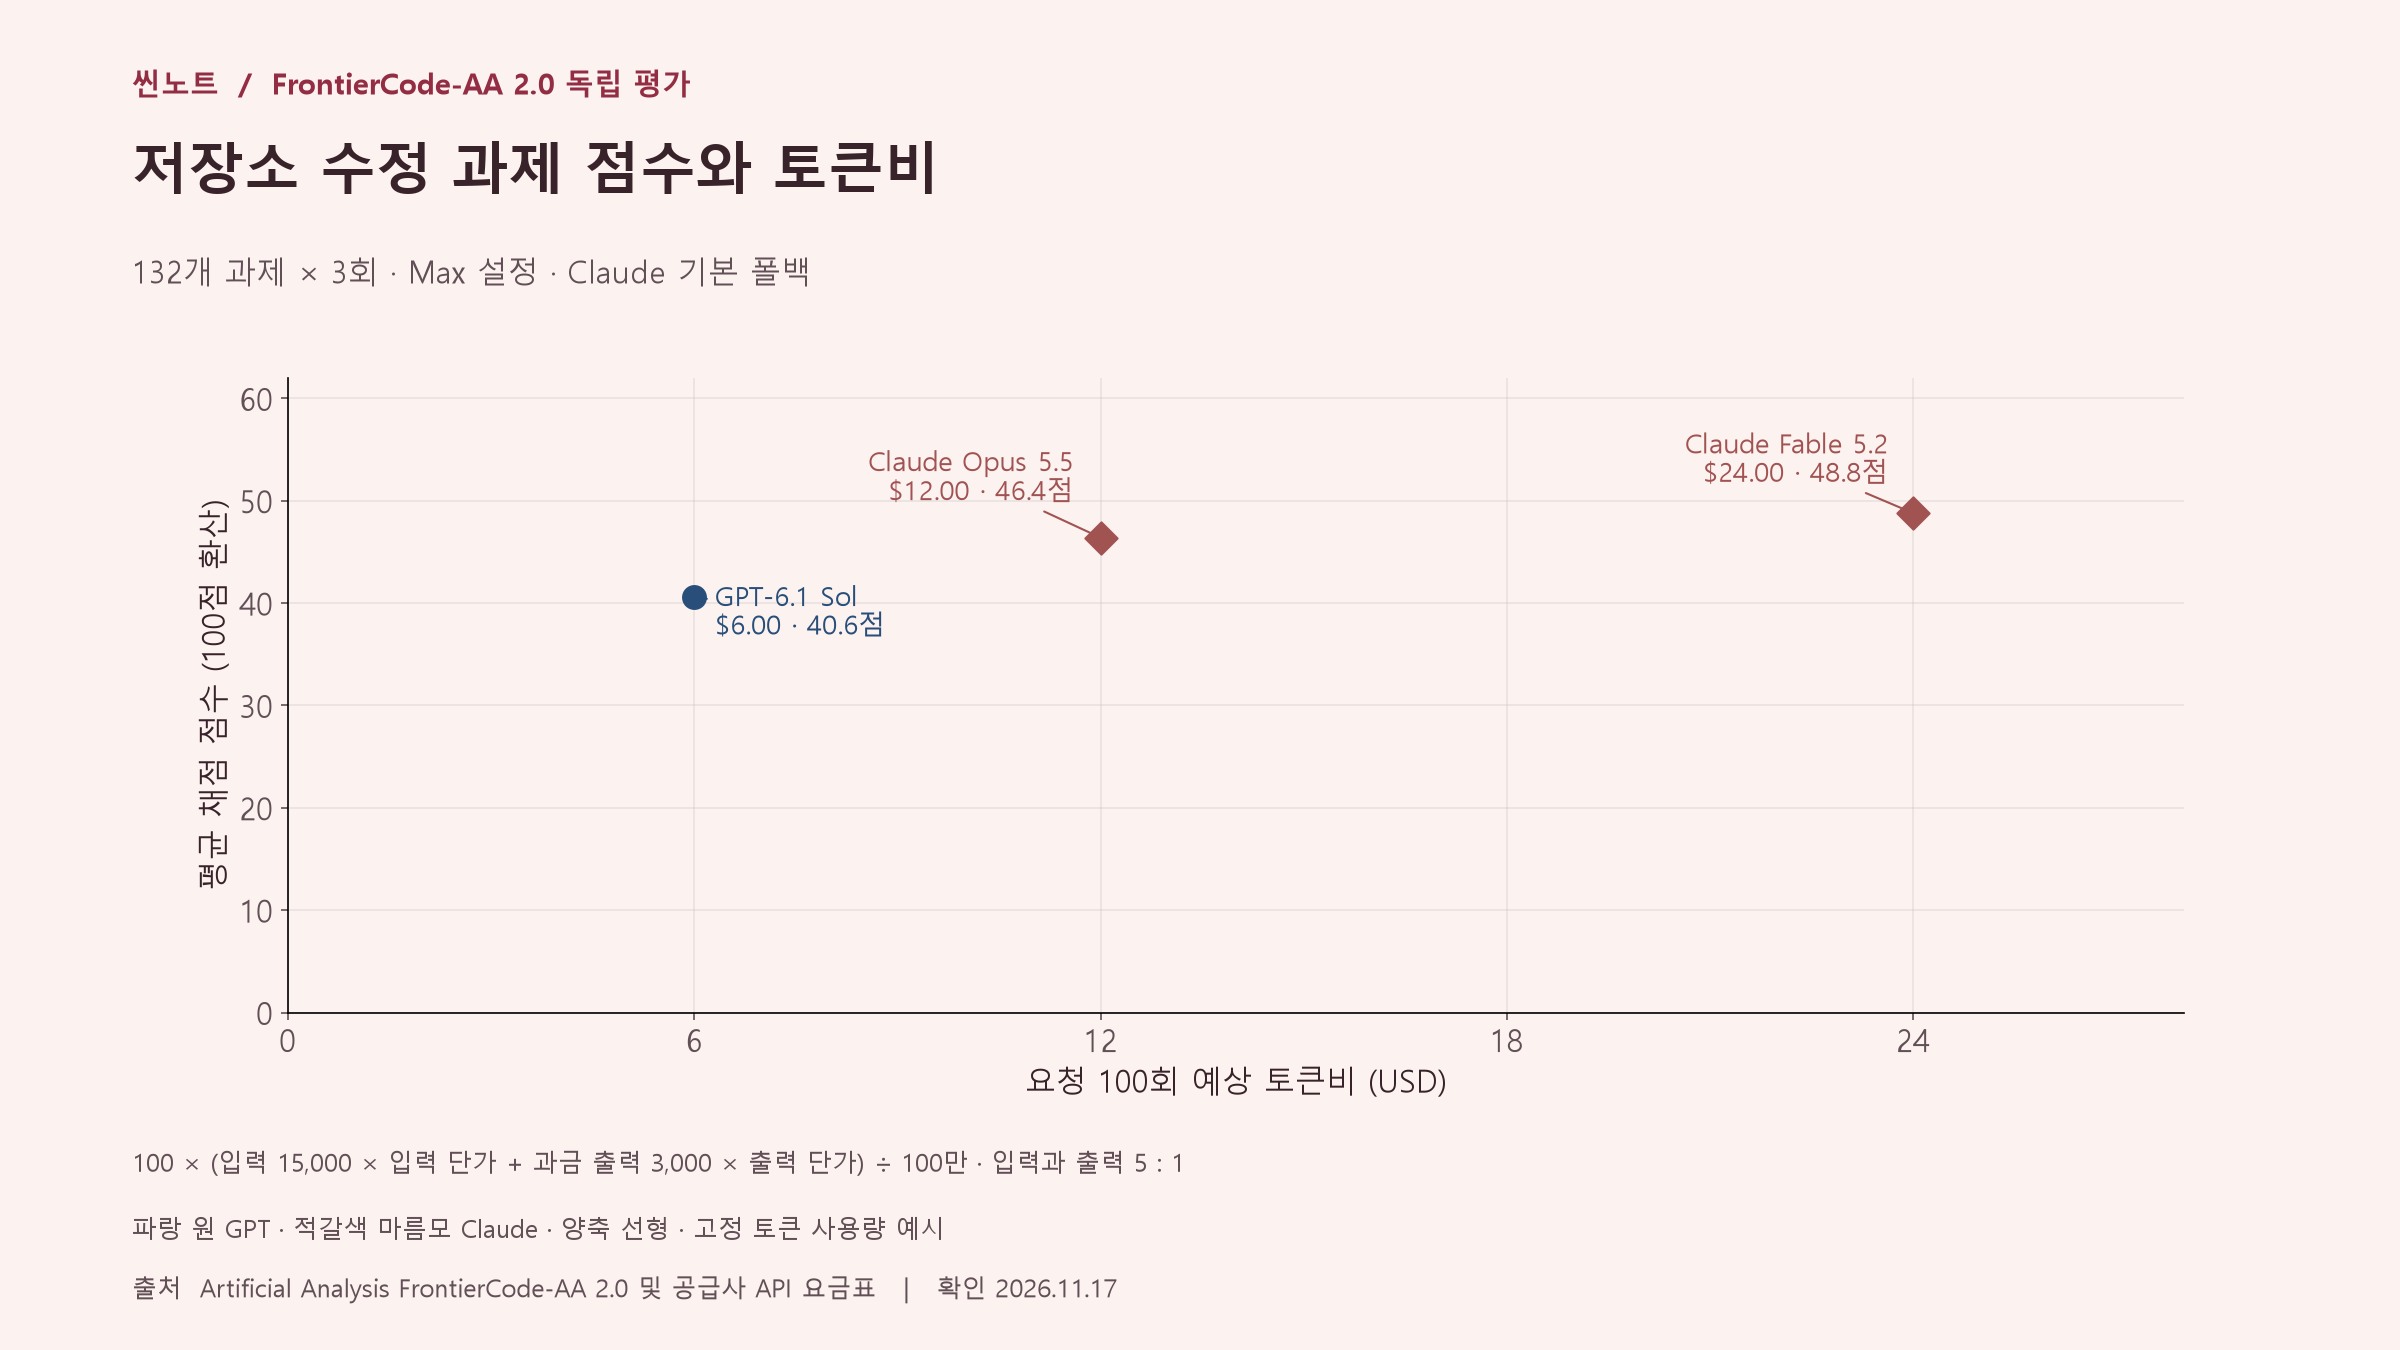 씬노트 / FrontierCode-AA 2.0 독립 평가
저장소 수정 과제 점수와 토큰비
132개 과제 × 3회 · Max 설정 · Claude 기본 폴백
평균 채점 점수 (100점 환산)
60
50
40
30
20
10
0
Claude Opus 5.5
$12.00 · 46.4점
Claude Fable 5.2
$24.00 · 48.8점
GPT-6.1 Sol
$6.00 · 40.6점
0 6 12 18 24
요청 100회 예상 토큰비 (USD)
100 × (입력 15,000 × 입력 단가 + 과금 출력 3,000 × 출력 단가) ÷ 100만 · 입력과 출력 5 : 1
파랑 원 GPT · 적갈색 마름모 Claude · 양축 선형 · 고정 토큰 사용량 예시
출처 Artificial Analysis FrontierCode-AA 2.0 및 공급사 API 요금표 | 확인 2026.11.17